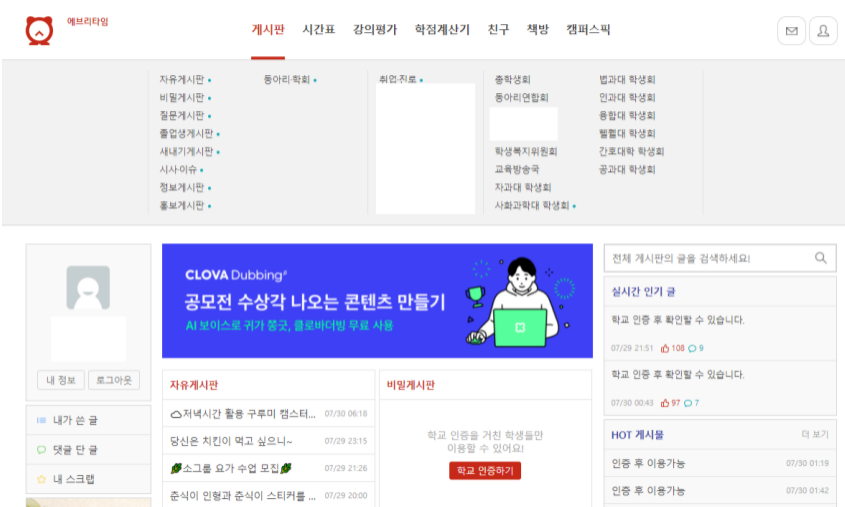 에브리타임
게시판 시간표 강의평가 학점계산기 친구 책방 캠퍼스픽
자유게시판
비밀게시판
질문게시판
졸업생게시판
새내기게시판
시사·이슈
정보게시판
홍보게시판
동아리·학회
취업·진로
총학생회
동아리연합회
학생복지위원회
교육방송국
자과대 학생회
사회과학대 학생회
법과대 학생회
인과대 학생회
융합대 학생회
웰헬대 학생회
간호대학 학생회
공과대 학생회
내 정보 로그아웃
내가 쓴 글
댓글 단 글
내 스크랩
CLOVA Dubbing
공모전 수상각 나오는 콘텐츠 만들기
AI 보이스로 귀가 쫑긋, 클로바더빙 무료 사용
자유게시판
저녁시간 활용 구루미 캠스터... 07/30 06:18
당신은 치킨이 먹고 싶으니~ 07/29 23:15
소그룹 요가 수업 모집 07/29 21:26
준식이 인형과 준식이 스티커를 ... 07/29 20:00
비밀게시판
학교 인증을 거친 학생들만
이용할 수 있어요!
학교 인증하기
전체 게시판의 글을 검색하세요!
실시간 인기 글
학교 인증 후 확인할 수 있습니다.
07/29 21:51 108 9
학교 인증 후 확인할 수 있습니다.
07/30 00:43 97 7
HOT 게시물 더 보기
인증 후 이용가능 07/30 01:19
인증 후 이용가능 07/30 01:42